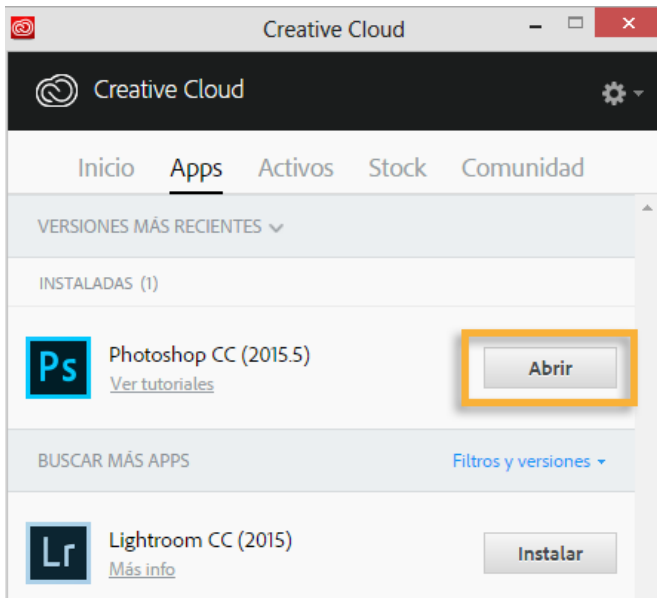 Creative Cloud
Creative Cloud
Inicio Apps Activos Stock Comunidad
VERSIONES MÁS RECIENTES
INSTALADAS (1)
Ps
Photoshop CC (2015.5)
Ver tutoriales
Abrir
BUSCAR MÁS APPS
Filtros y versiones
Lr
Lightroom CC (2015)
Más info
Instalar